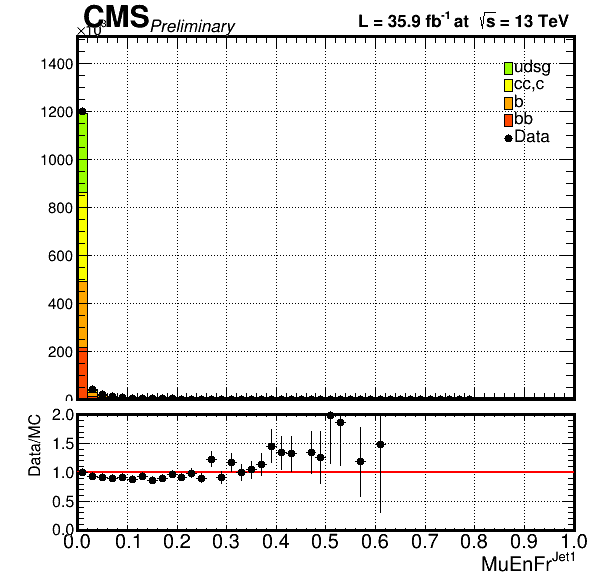 CMS Preliminary L = 35.9 fb⁻¹ at √s = 13 TeV
×10³
1400
1200
1000
800
600
400
200
0
udsg
cc,c
b
bb
Data
Data/MC
2.0
1.5
1.0
0.5
0.0
0.0 0.1 0.2 0.3 0.4 0.5 0.6 0.7 0.8 0.9 1.0
MuEnFr^Jet1